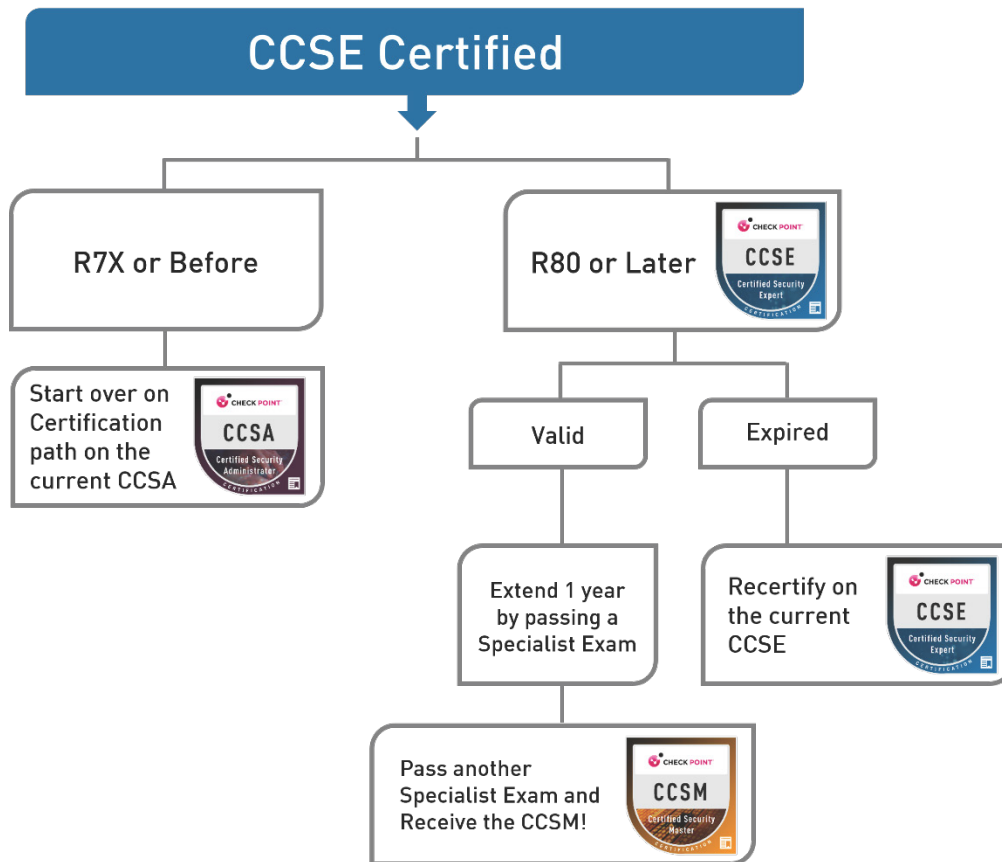 CCSE Certified
R7X or Before
R80 or Later
CHECK POINT
CCSE
Certified Security
Expert
CERTIFICATION
Start over on
Certification
path on the
current CCSA
CHECK POINT
CCSA
Certified Security
Administrator
CERTIFICATION
Valid
Expired
Extend 1 year
by passing a
Specialist Exam
Recertify on
the current
CCSE
CHECK POINT
CCSE
Certified Security
Expert
CERTIFICATION
Pass another
Specialist Exam and
Receive the CCSM!
CHECK POINT
CCSM
Certified Security
Master
CERTIFICATION